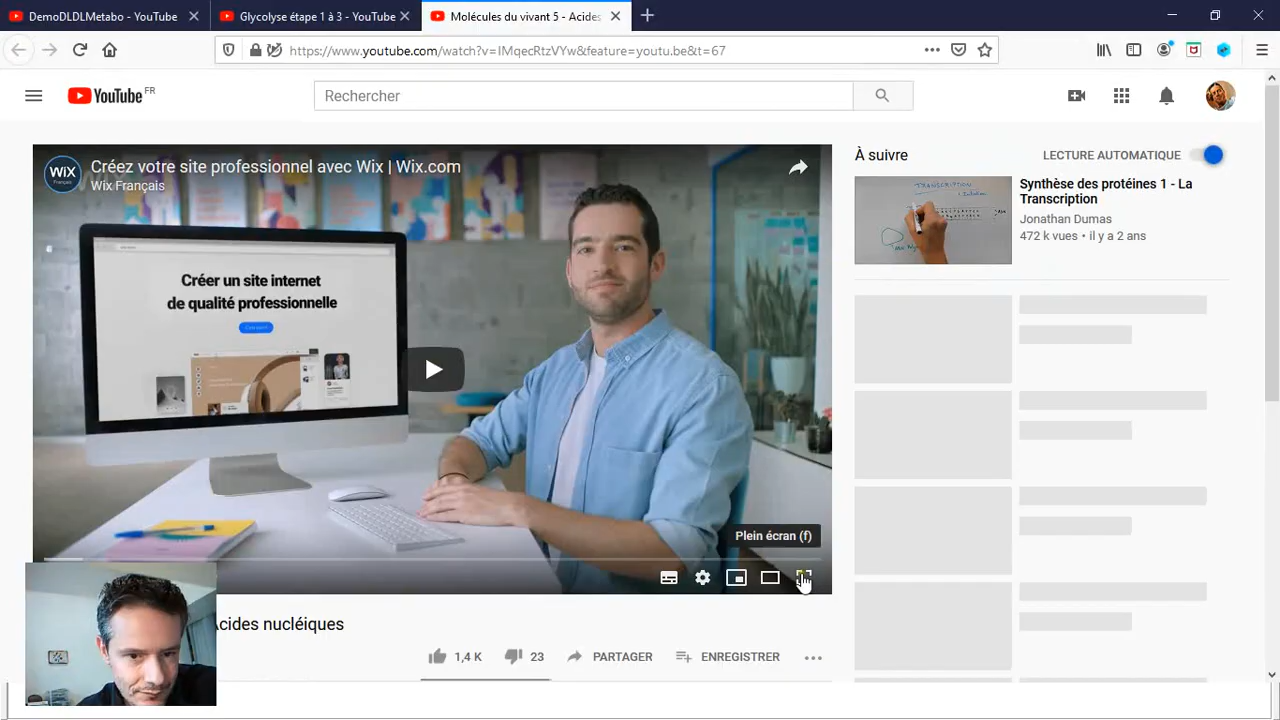 DemoDLDLMetabo - YouTube
Glycolyse étape 1 à 3 - YouTube
Molécules du vivant 5 - Acides
https://www.youtube.com/watch?v=IMqecRtzVYw&feature=youtu.be&t=67
YouTube FR
Rechercher
WiX
Français
Créez votre site professionnel avec Wix | Wix.com
Wix Français
Créer un site internet
de qualité professionnelle
Plein écran (f)
Acides nucléiques
1,4 K
23
PARTAGER
ENREGISTRER
À suivre
LECTURE AUTOMATIQUE
TRANSCRIPTION
Synthèse des protéines 1 - La
Transcription
Jonathan Dumas
472 k vues • il y a 2 ans